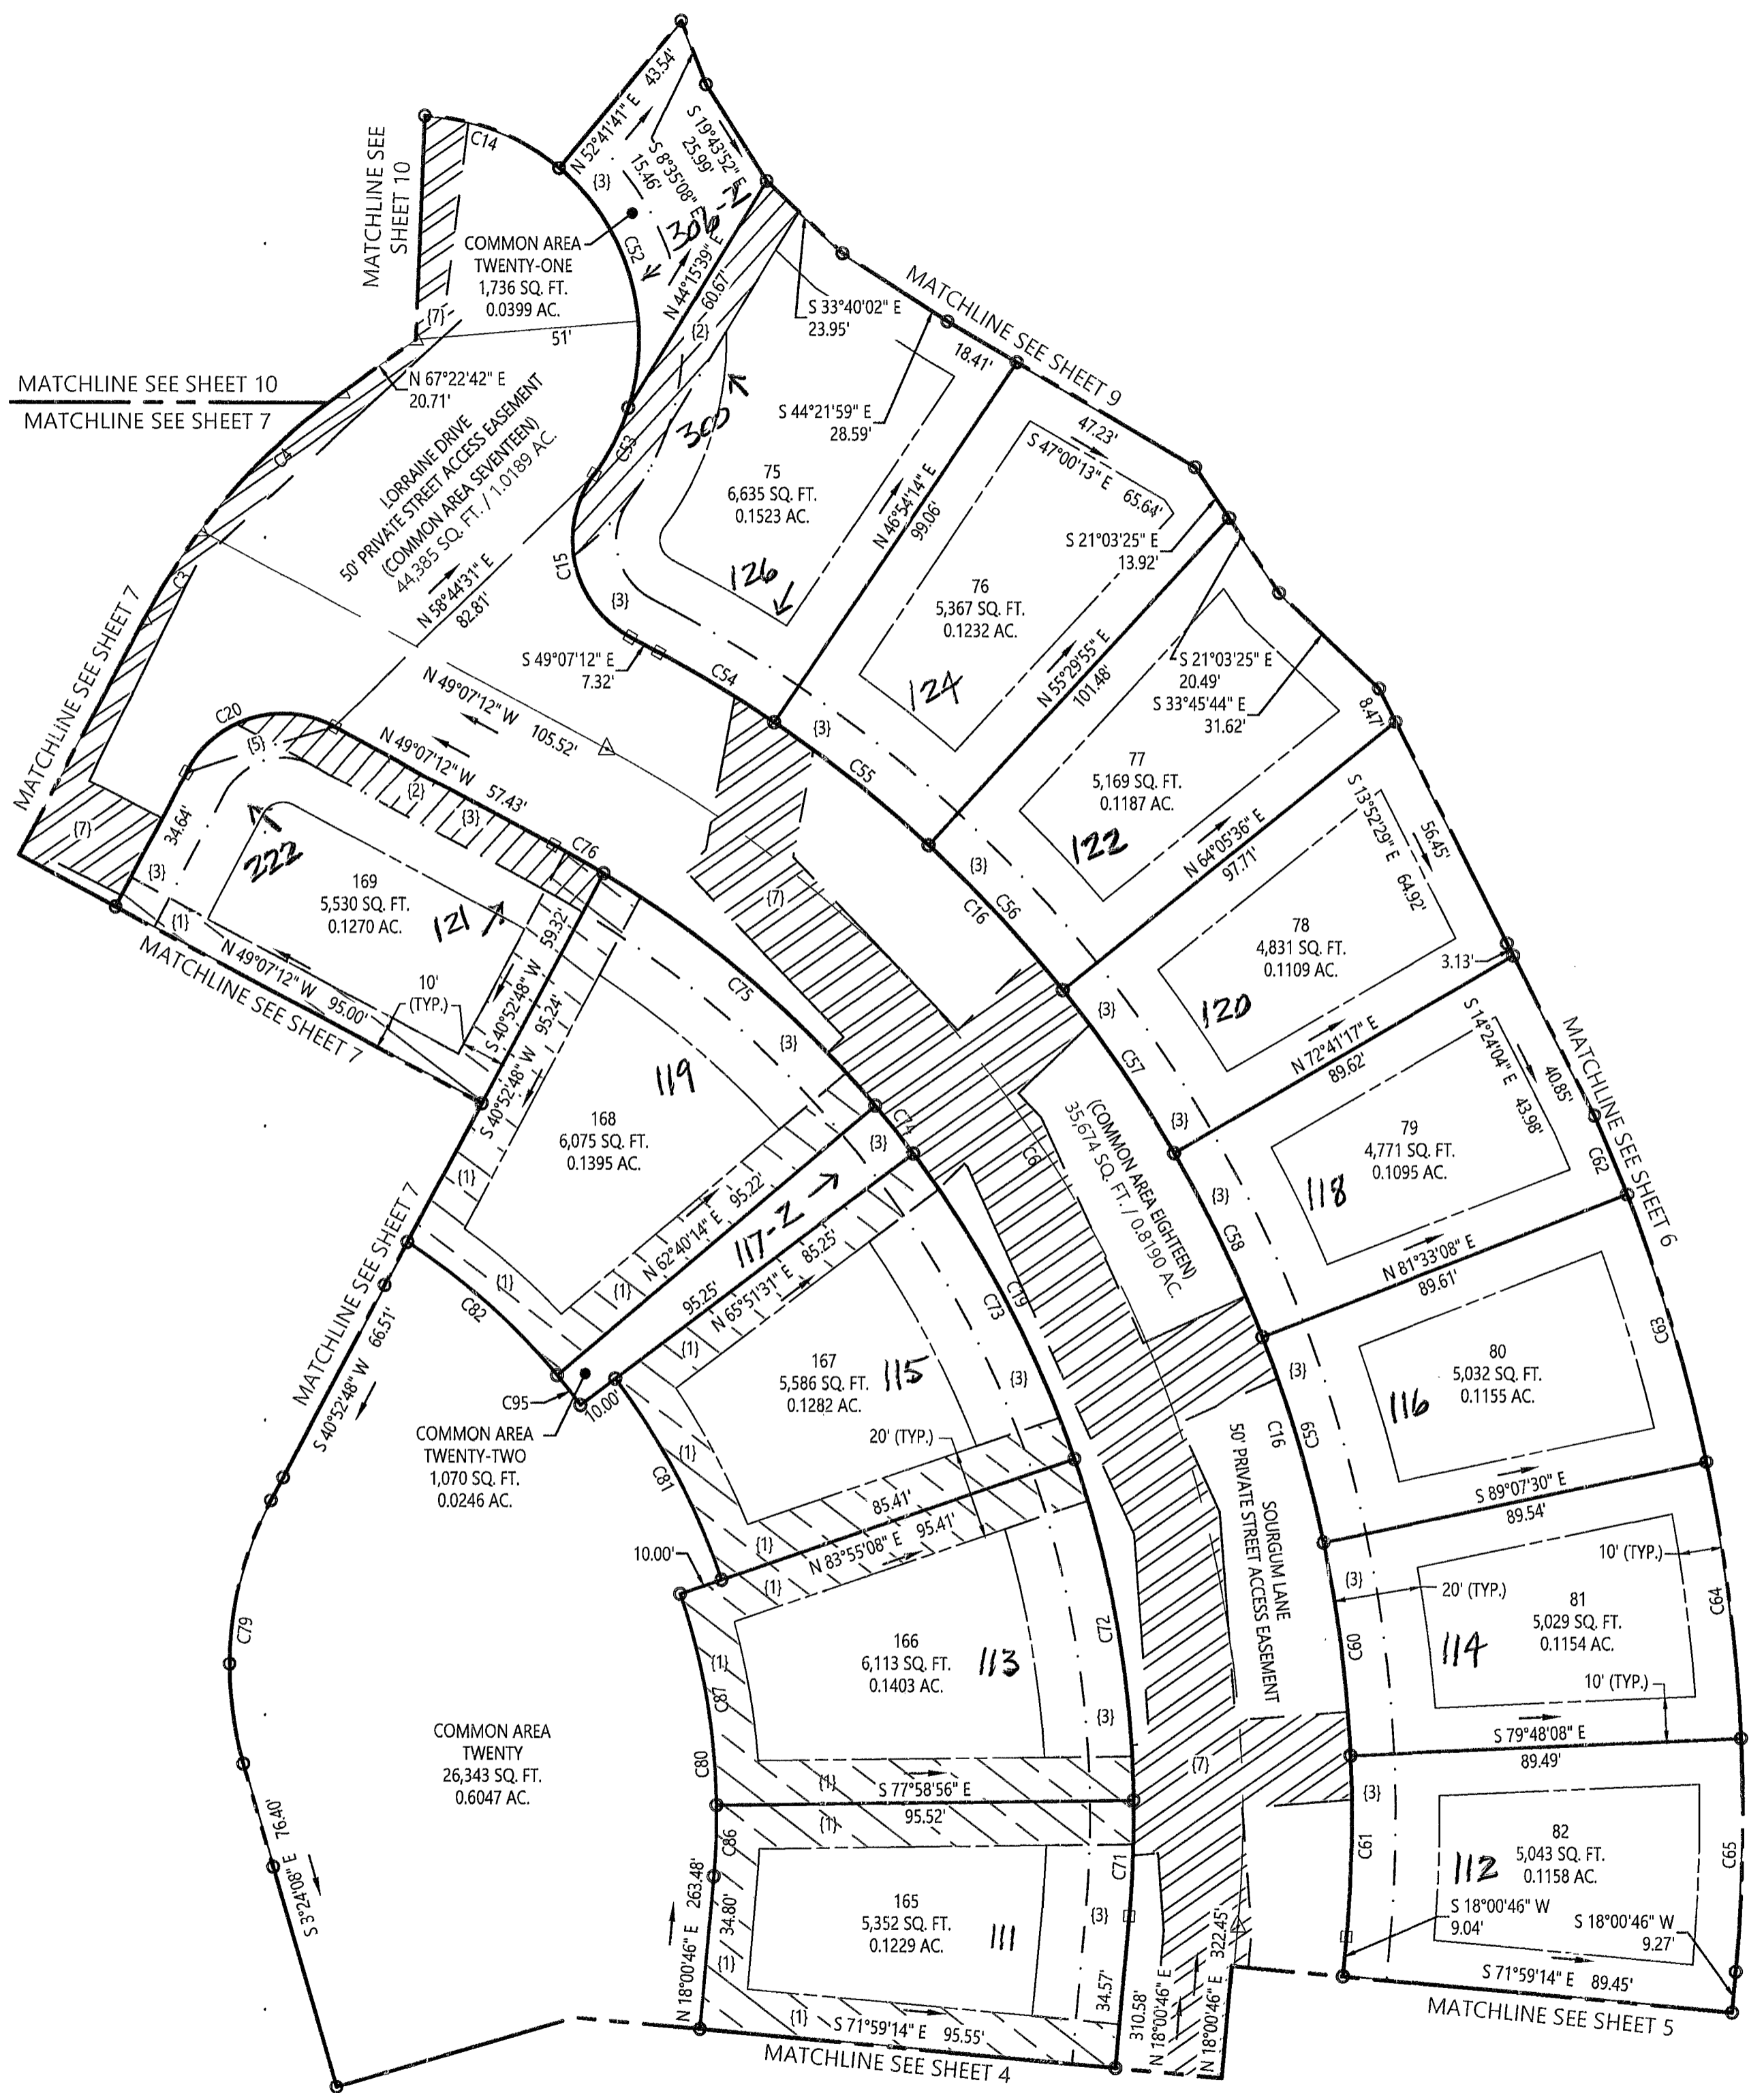 N 52°41'41" E 43.54'
S 19°43'52" E
25.99'
S 8°35'08" E
15.46'
MATCHLINE SEE
SHEET 10
C14
{3}
1306-Z
COMMON AREA
TWENTY-ONE
1,736 SQ. FT.
0.0399 AC.
C52
N 44°15'39" E
60.67'
{2}
{7}
51'
S 33°40'02" E
23.95'
MATCHLINE SEE SHEET 9
18.41'
S 44°21'59" E
28.59'
MATCHLINE SEE SHEET 10
MATCHLINE SEE SHEET 7
N 67°22'42" E
20.71'
C4
LORRAINE DRIVE
50' PRIVATE STREET ACCESS EASEMENT
(COMMON AREA SEVENTEEN)
44,385 SQ. FT. / 1.0189 AC.
C53
300
75
6,635 SQ. FT.
0.1523 AC.
126
N 46°54'14" E
99.06'
47.23'
S 47°00'13" E 65.64'
S 21°03'25" E
13.92'
C15
C3
N 58°44'31" E
82.81'
{3}
76
5,367 SQ. FT.
0.1232 AC.
124
MATCHLINE SEE SHEET 7
S 49°07'12" E
7.32'
C54
N 55°29'55" E
101.48'
S 21°03'25" E
20.49'
S 33°45'44" E
31.62'
8.47'
N 49°07'12" W 105.52'
C20
{5}
N 49°07'12" W 57.43'
{2}
{3}
{3}
C55
77
5,169 SQ. FT.
0.1187 AC.
122
N 64°05'36" E
97.71'
S 13°52'29" E 64.92'
56.45'
{7}
34.64'
222
C76
{3}
169
5,530 SQ. FT.
0.1270 AC.
121
{1}
N 49°07'12" W 95.00'
MATCHLINE SEE SHEET 7
10'
(TYP.)
S 40°52'48" W 59.32'
S 40°52'48" W 95.24'
{3}
{7}
C16
C56
78
4,831 SQ. FT.
0.1109 AC.
120
3.13'
C75
{3}
119
168
6,075 SQ. FT.
0.1395 AC.
{3}
C57
N 72°41'17" E
89.62'
S 14°24'04" E 43.98'
40.85'
MATCHLINE SEE SHEET 6
C74
{3}
C6
(COMMON AREA EIGHTEEN)
35,674 SQ. FT. / 0.8190 AC.
{3}
79
4,771 SQ. FT.
0.1095 AC.
118
C62
{1}
MATCHLINE SEE SHEET 7
N 62°40'14" E 95.22'
117-Z
{3}
C58
N 81°33'08" E
89.61'
{1}
C82
{1}
95.25'
N 65°51'31" E 85.25'
C73
C19
S 40°52'48" W 66.51'
{1}
167
5,586 SQ. FT.
0.1282 AC.
115
{3}
{3}
80
5,032 SQ. FT.
0.1155 AC.
116
C63
C95
10.00'
COMMON AREA
TWENTY-TWO
1,070 SQ. FT.
0.0246 AC.
{1}
C81
20' (TYP.)
C16
C59
S 89°07'30" E
89.54'
{1}
85.41'
N 83°55'08" E 95.41'
50' PRIVATE STREET ACCESS EASEMENT
SOURGUM LANE
10.00'
{1}
{3}
10' (TYP.)
20' (TYP.)
C79
166
6,113 SQ. FT.
0.1403 AC.
113
C72
C60
81
5,029 SQ. FT.
0.1154 AC.
114
C64
{1}
C87
10' (TYP.)
{3}
COMMON AREA
TWENTY
26,343 SQ. FT.
0.6047 AC.
C80
{1}
S 77°58'56" E
95.52'
{7}
S 79°48'08" E
89.49'
{3}
S 3°24'08" E 76.40'
C86
{1}
C71
C61
82
5,043 SQ. FT.
0.1158 AC.
112
C65
N 18°00'46" E 263.48'
34.80'
165
5,352 SQ. FT.
0.1229 AC.
111
{3}
S 18°00'46" W
9.04'
S 18°00'46" W
9.27'
{1}
34.57'
310.58'
N 18°00'46" E
N 18°00'46" E 322.45'
S 71°59'14" E 89.45'
MATCHLINE SEE SHEET 5
{1}
S 71°59'14" E 95.55'
MATCHLINE SEE SHEET 4